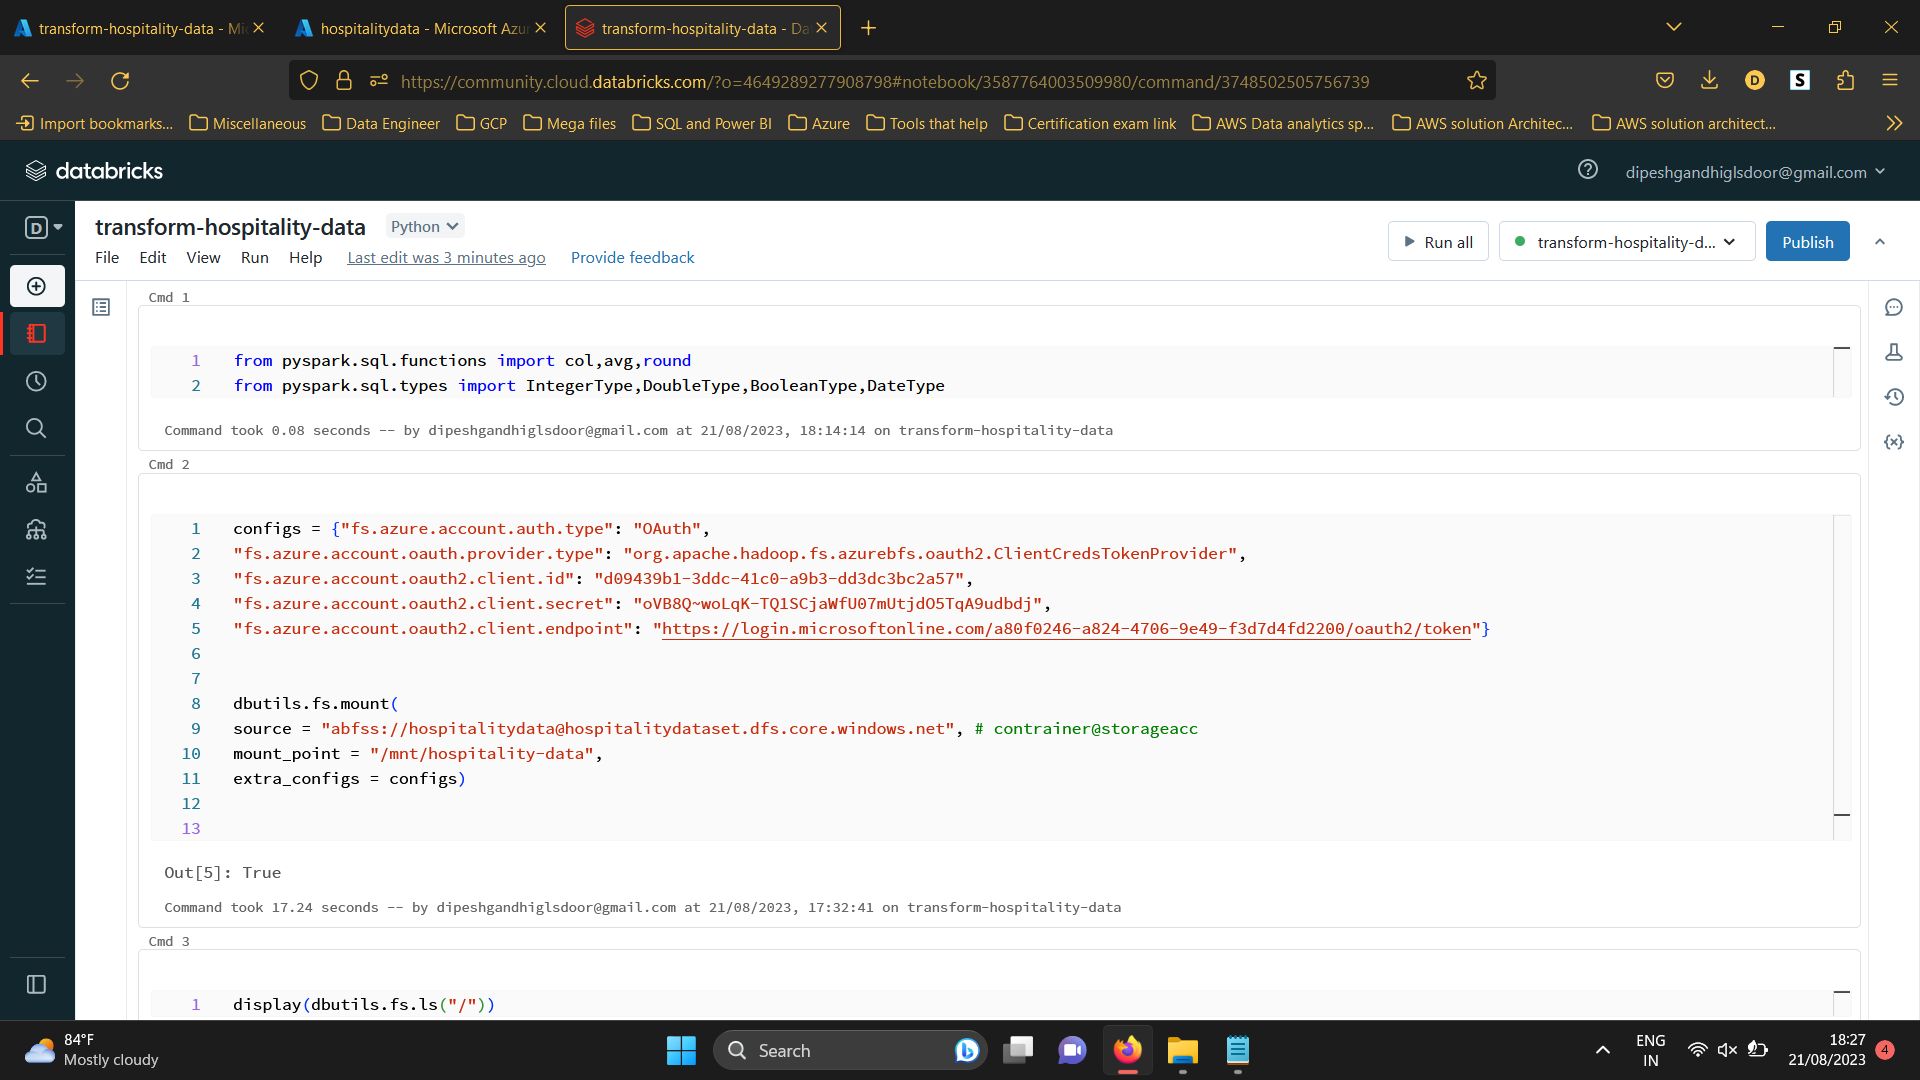 transform-hospitality-data - Mi
hospitalitydata - Microsoft Azur
transform-hospitality-data - Da
https://community.cloud.databricks.com/?o=4649289277908798#notebook/3587764003509980/command/3748502505756739
D
S
Import bookmarks...
Miscellaneous
Data Engineer
GCP
Mega files
SQL and Power BI
Azure
Tools that help
Certification exam link
AWS Data analytics sp...
AWS solution Architec...
AWS solution architect...
databricks
dipeshgandhiglsdoor@gmail.com
D
transform-hospitality-data
Python
File
Edit
View
Run
Help
Last edit was 3 minutes ago
Provide feedback
Run all
transform-hospitality-d...
Publish
Cmd 1
1 from pyspark.sql.functions import col,avg,round
2 from pyspark.sql.types import IntegerType,DoubleType,BooleanType,DateType
Command took 0.08 seconds -- by dipeshgandhiglsdoor@gmail.com at 21/08/2023, 18:14:14 on transform-hospitality-data
Cmd 2
1 configs = {"fs.azure.account.auth.type": "OAuth",
2 "fs.azure.account.oauth.provider.type": "org.apache.hadoop.fs.azurebfs.oauth2.ClientCredsTokenProvider",
3 "fs.azure.account.oauth2.client.id": "d09439b1-3ddc-41c0-a9b3-dd3dc3bc2a57",
4 "fs.azure.account.oauth2.client.secret": "oVB8Q~woLqK-TQ1SCjaWfU07mUtjdO5TqA9udbdj",
5 "fs.azure.account.oauth2.client.endpoint": "https://login.microsoftonline.com/a80f0246-a824-4706-9e49-f3d7d4fd2200/oauth2/token"}
6
7
8 dbutils.fs.mount(
9 source = "abfss://hospitalitydata@hospitalitydataset.dfs.core.windows.net", # contrainer@storageacc
10 mount_point = "/mnt/hospitality-data",
11 extra_configs = configs)
12
13
Out[5]: True
Command took 17.24 seconds -- by dipeshgandhiglsdoor@gmail.com at 21/08/2023, 17:32:41 on transform-hospitality-data
Cmd 3
1 display(dbutils.fs.ls("/"))
84°F
Mostly cloudy
Search
ENG
IN
18:27
21/08/2023
4